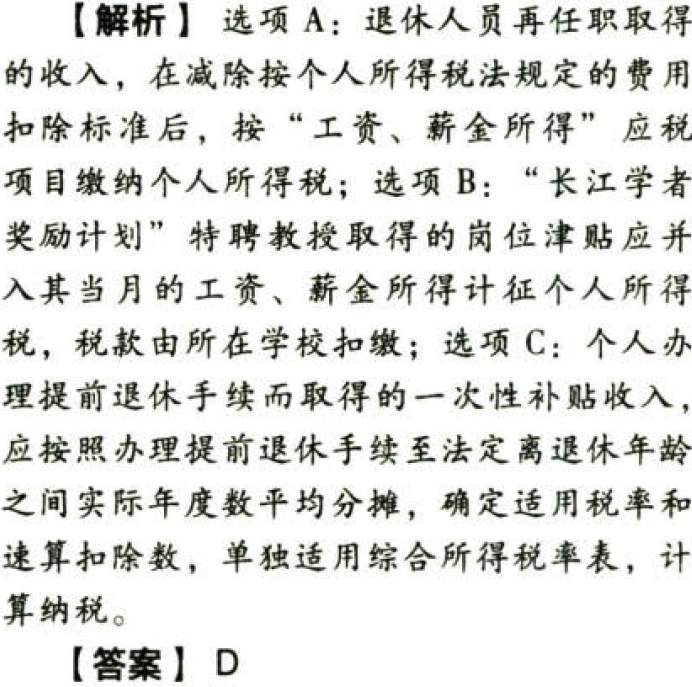 【解析】 选项 A：退休人员再任职取得
的收入，在减除按个人所得税法规定的费用
扣除标准后，按“工资、薪金所得”应税
项目缴纳个人所得税；选项 B：“长江学者
奖励计划”特聘教授取得的岗位津贴应并
入其当月的工资、薪金所得计征个人所得
税，税款由所在学校扣缴；选项 C：个人办
理提前退休手续而取得的一次性补贴收入，
应按照办理提前退休手续至法定离退休年龄
之间实际年度数平均分摊，确定适用税率和
速算扣除数，单独适用综合所得税率表，计
算纳税。
【答案】 D